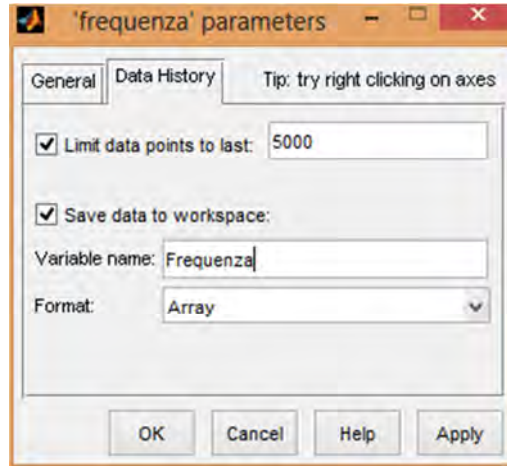 'frequenza' parameters
General Data History Tip: try right clicking on axes
Limit data points to last: 5000
Save data to workspace:
Variable name: Frequenza
Format: Array
OK Cancel Help Apply